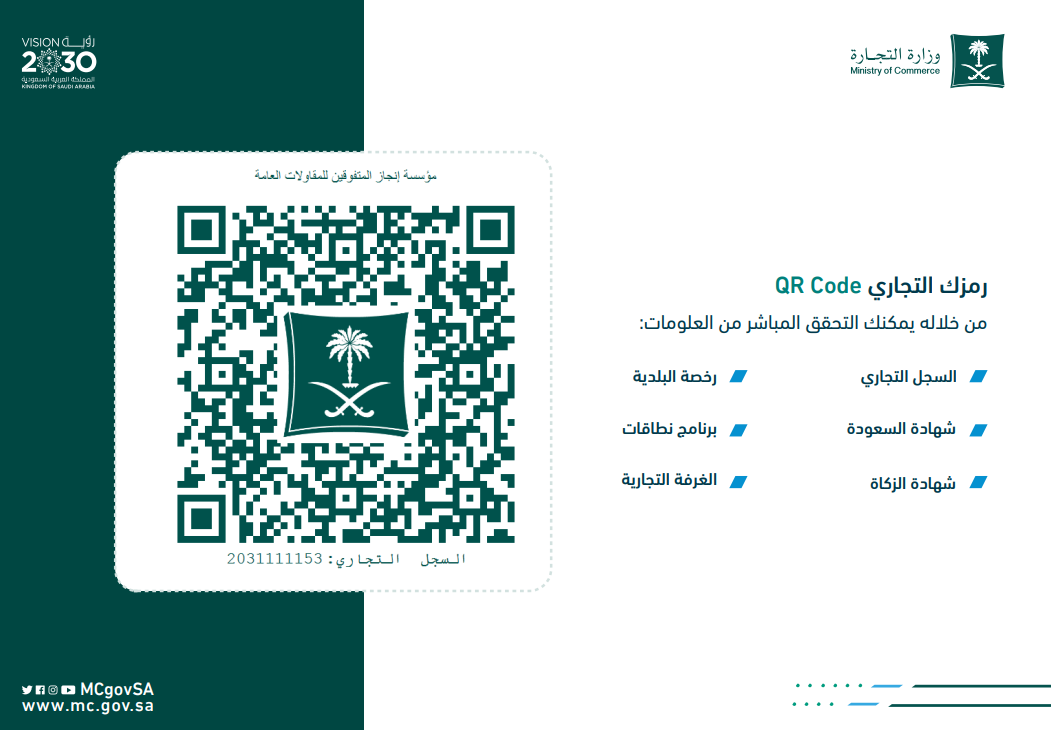 VISION رؤيــة
2030
المملكة العربية السعودية
KINGDOM OF SAUDI ARABIA
وزارة التجارة
Ministry of Commerce
مؤسسة إنجاز المتفوقين للمقاولات العامة
السجل التجاري: 2031111153
رمزك التجاري QR Code
من خلاله يمكنك التحقق المباشر من العلومات:
السجل التجاري
رخصة البلدية
شهادة السعودة
برنامج نطاقات
شهادة الزكاة
الغرفة التجارية
MCgovSA
www.mc.gov.sa